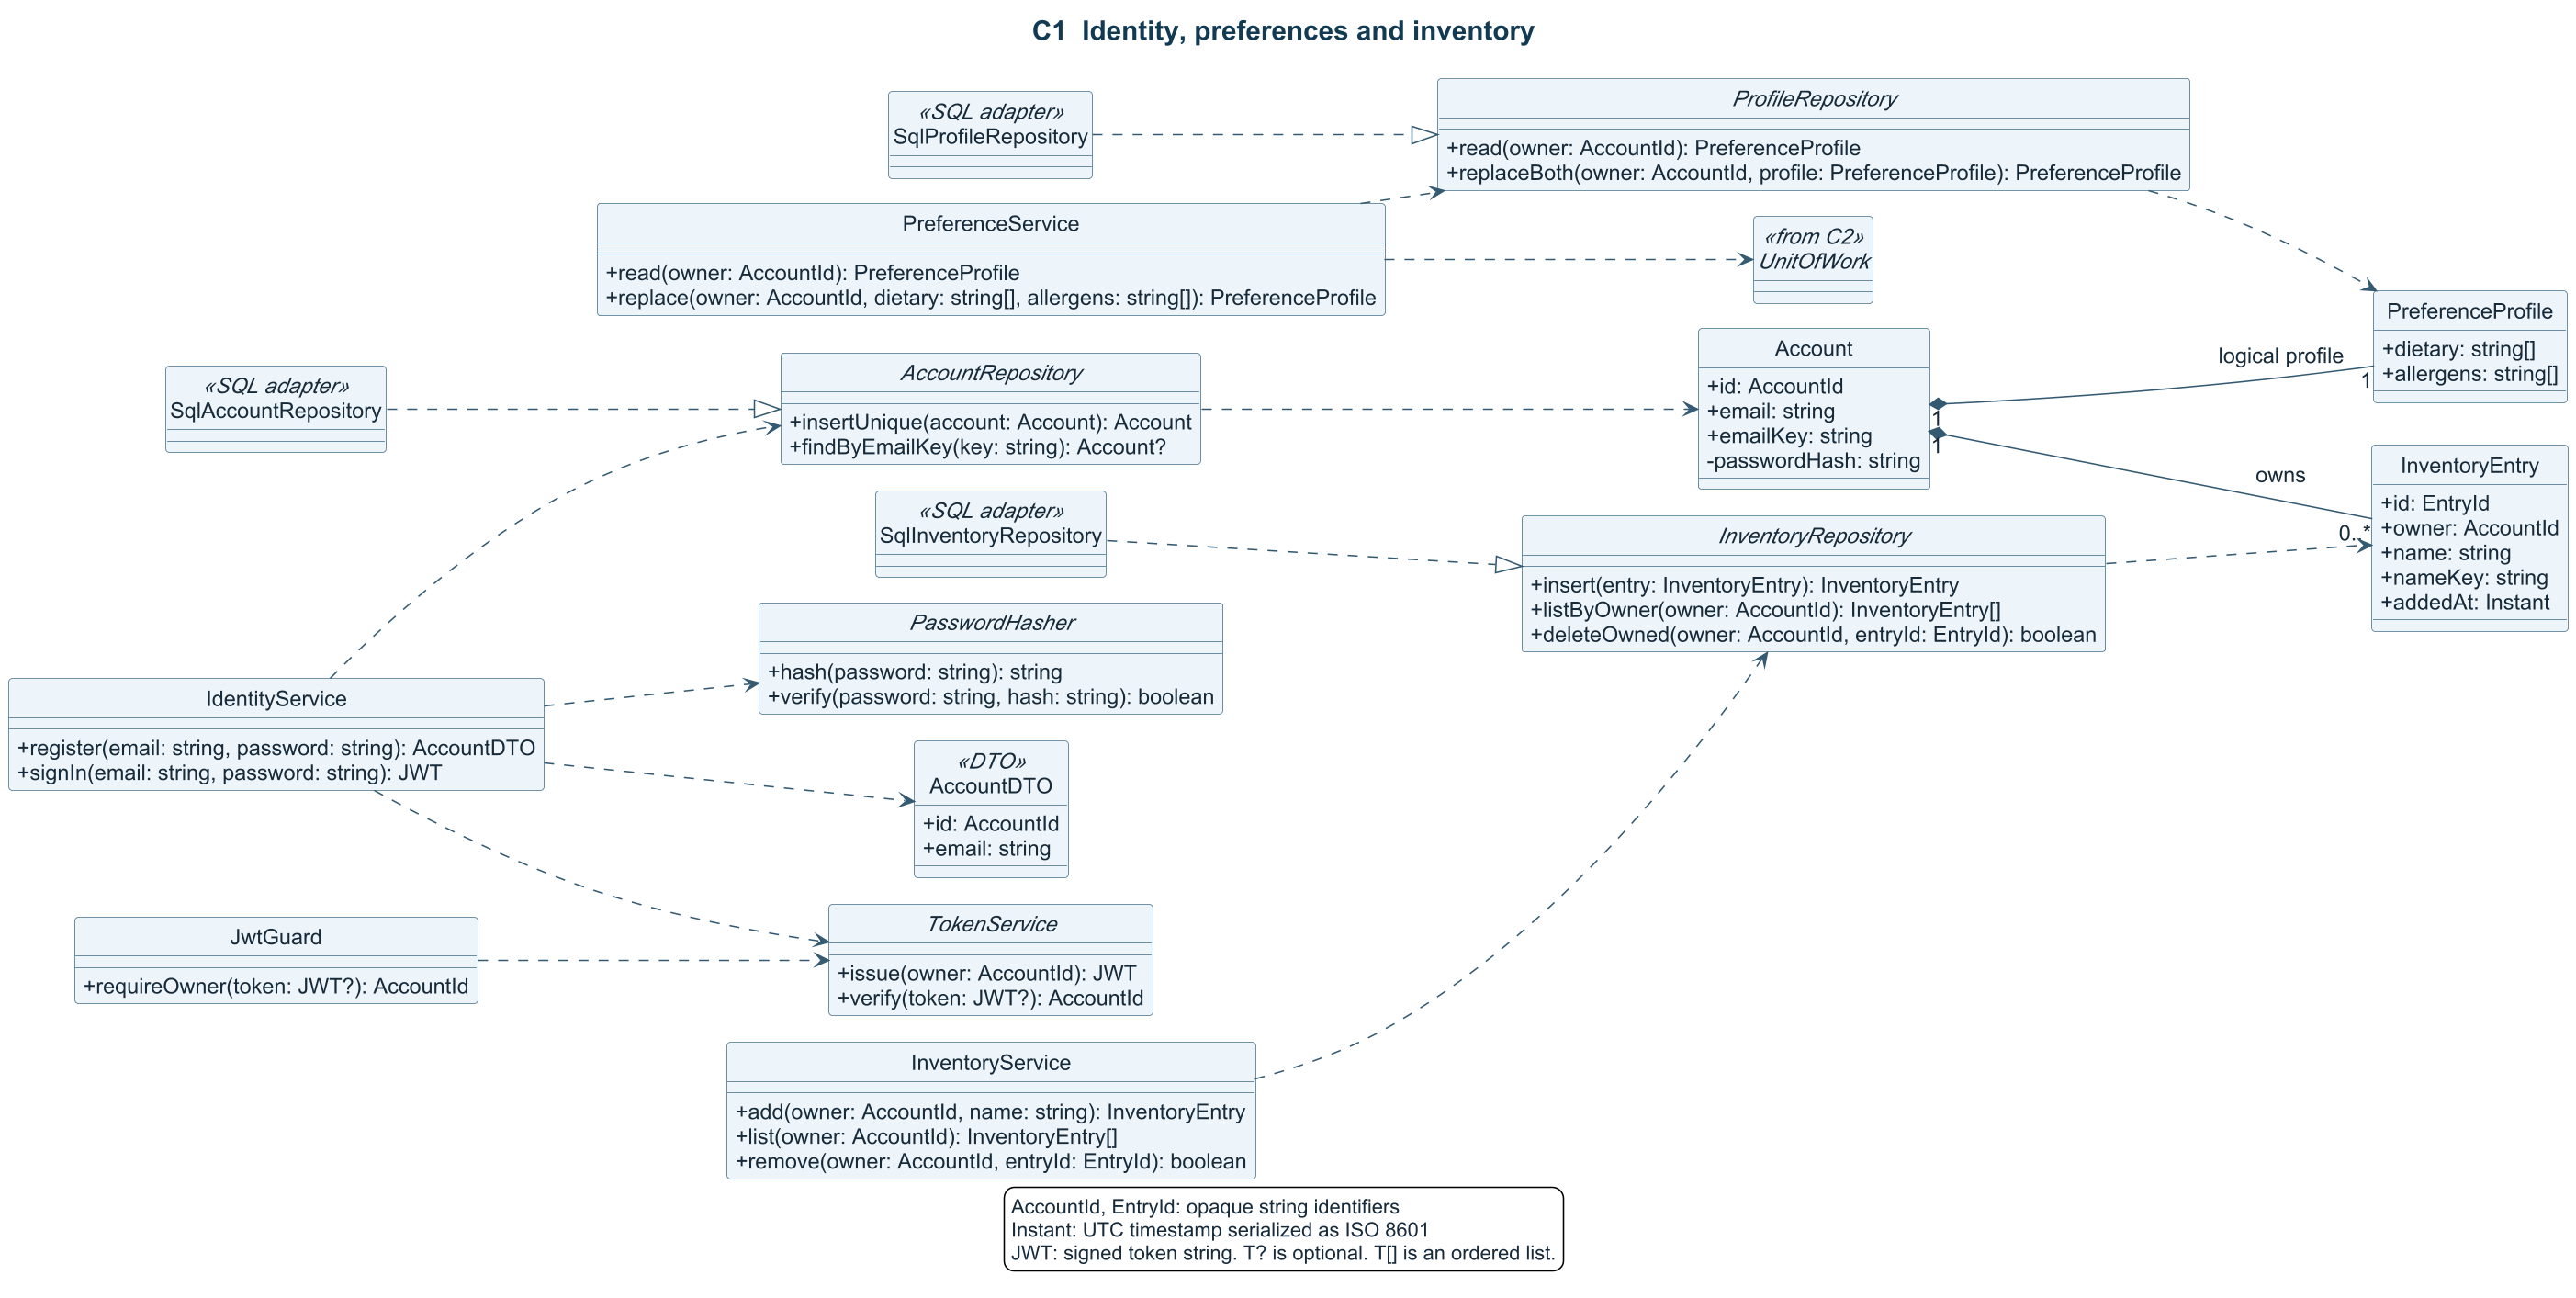 C1  Identity, preferences and inventory
«SQL adapter»
SqlProfileRepository
ProfileRepository
+read(owner: AccountId): PreferenceProfile
+replaceBoth(owner: AccountId, profile: PreferenceProfile): PreferenceProfile
PreferenceService
+read(owner: AccountId): PreferenceProfile
+replace(owner: AccountId, dietary: string[], allergens: string[]): PreferenceProfile
«from C2»
UnitOfWork
PreferenceProfile
+dietary: string[]
+allergens: string[]
«SQL adapter»
SqlAccountRepository
AccountRepository
+insertUnique(account: Account): Account
+findByEmailKey(key: string): Account?
Account
+id: AccountId
+email: string
+emailKey: string
-passwordHash: string
logical profile
1
1
1
owns
0..*
InventoryEntry
+id: EntryId
+owner: AccountId
+name: string
+nameKey: string
+addedAt: Instant
«SQL adapter»
SqlInventoryRepository
InventoryRepository
+insert(entry: InventoryEntry): InventoryEntry
+listByOwner(owner: AccountId): InventoryEntry[]
+deleteOwned(owner: AccountId, entryId: EntryId): boolean
PasswordHasher
+hash(password: string): string
+verify(password: string, hash: string): boolean
IdentityService
+register(email: string, password: string): AccountDTO
+signIn(email: string, password: string): JWT
«DTO»
AccountDTO
+id: AccountId
+email: string
JwtGuard
+requireOwner(token: JWT?): AccountId
TokenService
+issue(owner: AccountId): JWT
+verify(token: JWT?): AccountId
InventoryService
+add(owner: AccountId, name: string): InventoryEntry
+list(owner: AccountId): InventoryEntry[]
+remove(owner: AccountId, entryId: EntryId): boolean
AccountId, EntryId: opaque string identifiers
Instant: UTC timestamp serialized as ISO 8601
JWT: signed token string. T? is optional. T[] is an ordered list.